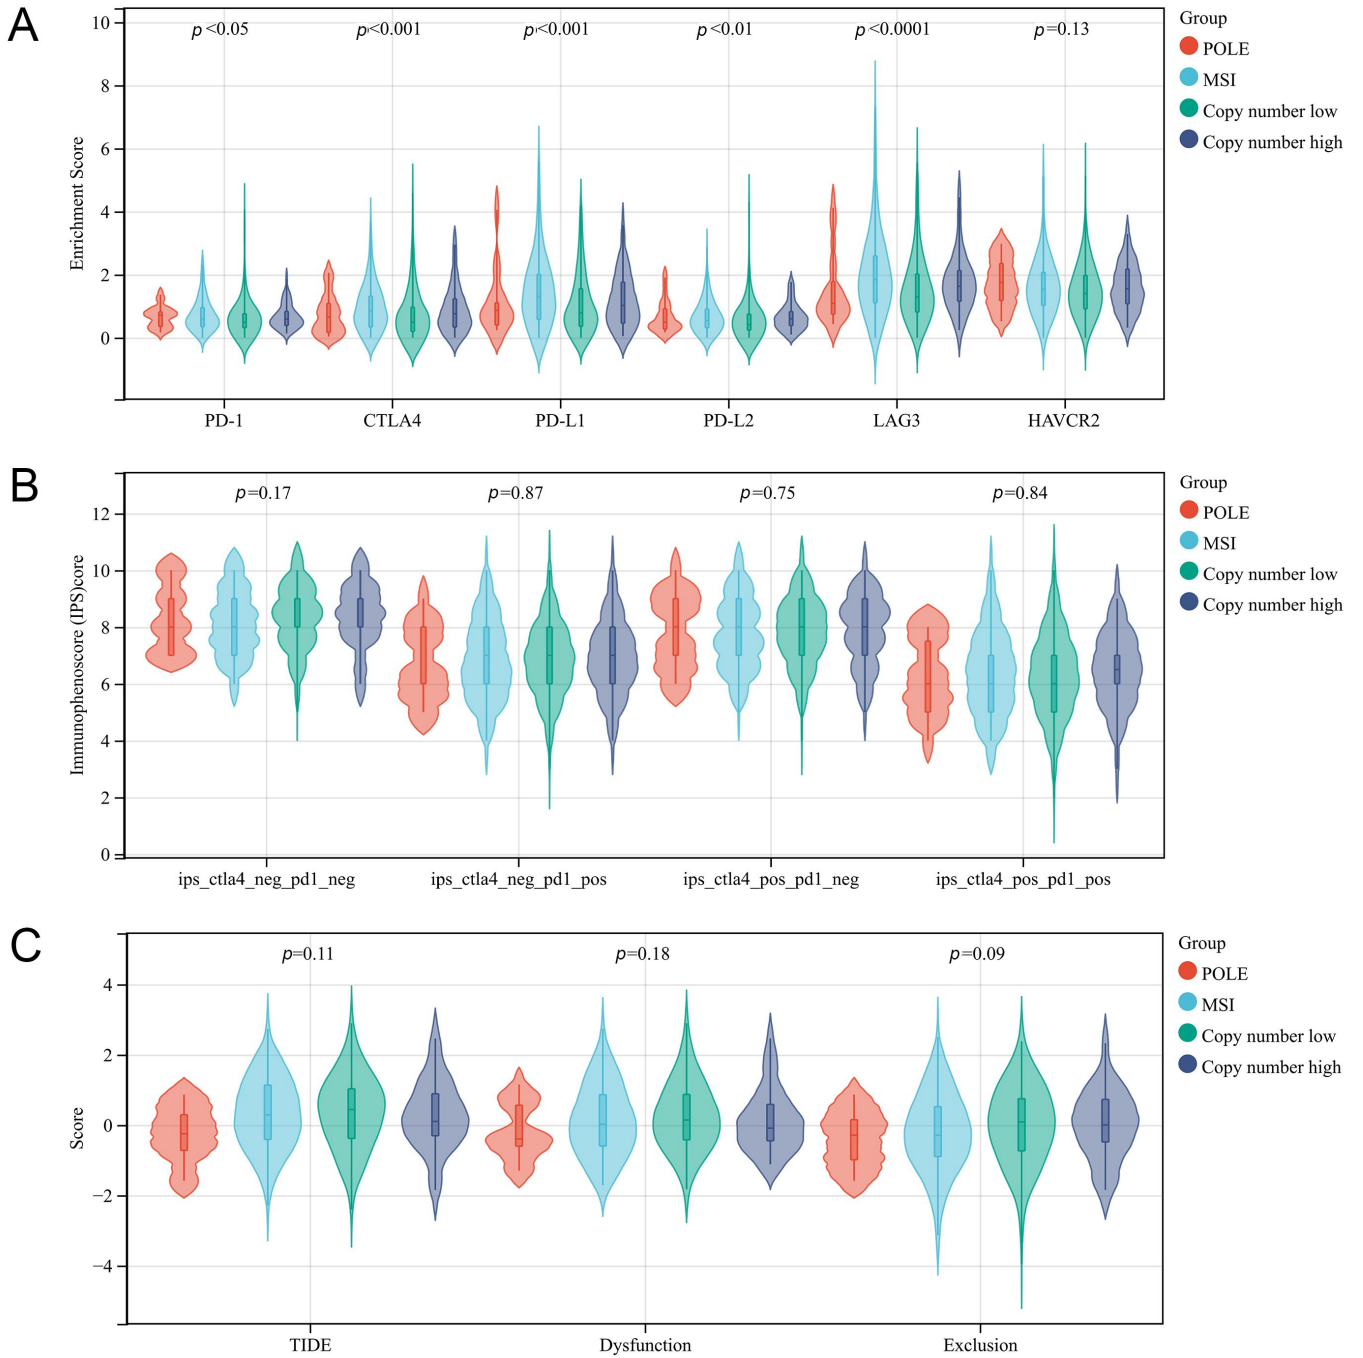 A
p<0.05 p<0.001 p<0.001 p<0.01 p<0.0001 p=0.13
Enrichment Score
10
8
6
4
2
0
PD-1 CTLA4 PD-L1 PD-L2 LAG3 HAVCR2
Group
POLE
MSI
Copy number low
Copy number high
B
p=0.17 p=0.87 p=0.75 p=0.84
Immunophenoscore (IPS)core
12
10
8
6
4
2
0
ips_ctla4_neg_pd1_neg ips_ctla4_neg_pd1_pos ips_ctla4_pos_pd1_neg ips_ctla4_pos_pd1_pos
Group
POLE
MSI
Copy number low
Copy number high
C
p=0.11 p=0.18 p=0.09
Score
4
2
0
−2
−4
TIDE Dysfunction Exclusion
Group
POLE
MSI
Copy number low
Copy number high